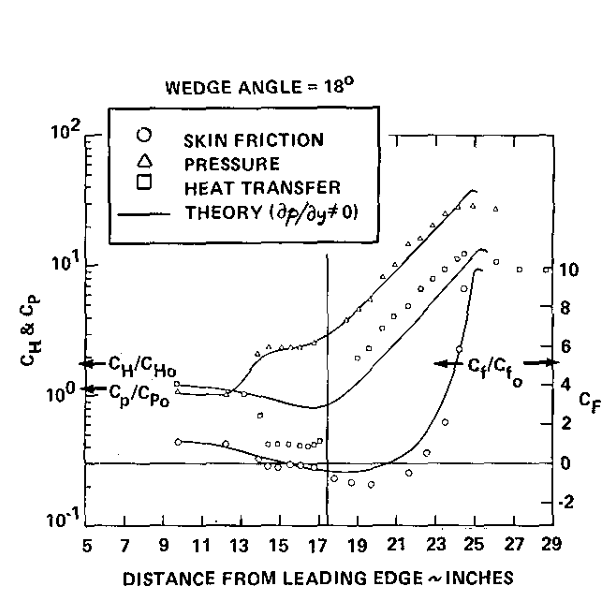 WEDGE ANGLE = 18°
SKIN FRICTION
PRESSURE
HEAT TRANSFER
THEORY (∂p/∂y≠0)
10²
10¹
10⁰
10⁻¹
C_H & C_P
C_H/C_Ho
C_p/C_Po
C_f/C_fo
10
8
6
4
2
0
-2
C_F
5 7 9 11 13 15 17 19 21 23 25 27 29
DISTANCE FROM LEADING EDGE ~ INCHES